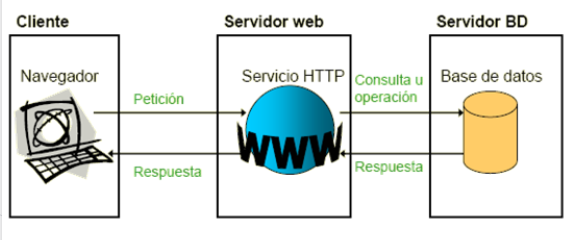 Cliente
Servidor web
Servidor BD
Navegador
Servicio HTTP
Base de datos
Petición
Consulta u
operación
WWW
Respuesta
Respuesta